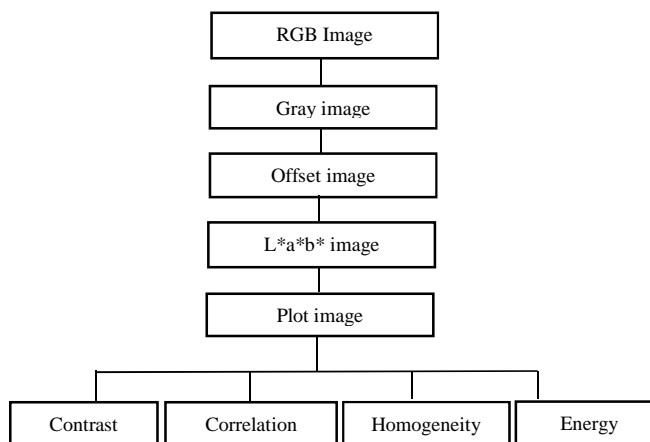 RGB Image
Gray image
Offset image
L*a*b* image
Plot image
Contrast
Correlation
Homogeneity
Energy